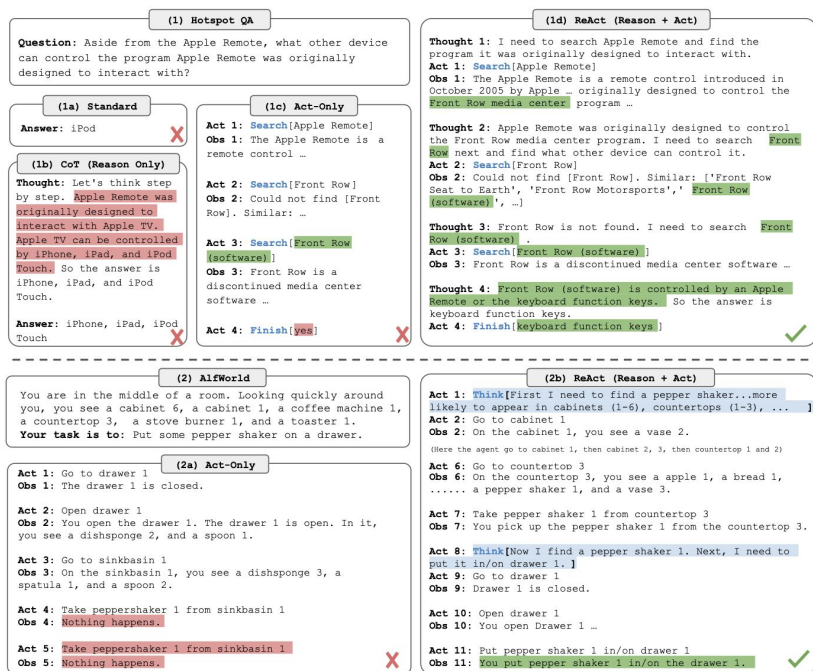 (1) Hotspot QA
Question: Aside from the Apple Remote, what other device
can control the program Apple Remote was originally
designed to interact with?
(1a) Standard
Answer: iPod
(1b) CoT (Reason Only)
Thought: Let's think step
by step. Apple Remote was
originally designed to
interact with Apple TV.
Apple TV can be controlled
by iPhone, iPad, and iPod
Touch. So the answer is
iPhone, iPad, and iPod
Touch.
Answer: iPhone, iPad, iPod
Touch
(1c) Act-Only
Act 1: Search[Apple Remote]
Obs 1: The Apple Remote is a
remote control …
Act 2: Search[Front Row]
Obs 2: Could not find [Front
Row]. Similar: …
Act 3: Search[Front Row
(software)]
Obs 3: Front Row is a
discontinued media center
software …
Act 4: Finish[yes]
(1d) ReAct (Reason + Act)
Thought 1: I need to search Apple Remote and find the
program it was originally designed to interact with.
Act 1: Search[Apple Remote]
Obs 1: The Apple Remote is a remote control introduced in
October 2005 by Apple … originally designed to control the
Front Row media center program …
Thought 2: Apple Remote was originally designed to control
the Front Row media center program. I need to search Front
Row next and find what other device can control it.
Act 2: Search[Front Row]
Obs 2: Could not find [Front Row]. Similar: ['Front Row
Seat to Earth', 'Front Row Motorsports',' Front Row
(software)', …]
Thought 3: Front Row is not found. I need to search Front
Row (software) .
Act 3: Search[Front Row (software) ]
Obs 3: Front Row is a discontinued media center software …
Thought 4: Front Row (software) is controlled by an Apple
Remote or the keyboard function keys. So the answer is
keyboard function keys.
Act 4: Finish[keyboard function keys ]
(2) AlfWorld
You are in the middle of a room. Looking quickly around
you, you see a cabinet 6, a cabinet 1, a coffee machine 1,
a countertop 3, a stove burner 1, and a toaster 1.
Your task is to: Put some pepper shaker on a drawer.
(2a) Act-Only
Act 1: Go to drawer 1
Obs 1: The drawer 1 is closed.
Act 2: Open drawer 1
Obs 2: You open the drawer 1. The drawer 1 is open. In it,
you see a dishsponge 2, and a spoon 1.
Act 3: Go to sinkbasin 1
Obs 3: On the sinkbasin 1, you see a dishsponge 3, a
spatula 1, and a spoon 2.
Act 4: Take peppershaker 1 from sinkbasin 1
Obs 4: Nothing happens.
Act 5: Take peppershaker 1 from sinkbasin 1
Obs 5: Nothing happens.
(2b) ReAct (Reason + Act)
Act 1: Think[First I need to find a pepper shaker...more
likely to appear in cabinets (1-6), countertops (1-3), ... ]
Act 2: Go to cabinet 1
Obs 2: On the cabinet 1, you see a vase 2.
(Here the agent go to cabinet 1, then cabinet 2, 3, then countertop 1 and 2)
Act 6: Go to countertop 3
Obs 6: On the countertop 3, you see a apple 1, a bread 1,
...... a pepper shaker 1, and a vase 3.
Act 7: Take pepper shaker 1 from countertop 3
Obs 7: You pick up the pepper shaker 1 from the countertop 3.
Act 8: Think[Now I find a pepper shaker 1. Next, I need to
put it in/on drawer 1. ]
Act 9: Go to drawer 1
Obs 9: Drawer 1 is closed.
Act 10: Open drawer 1
Obs 10: You open Drawer 1 …
Act 11: Put pepper shaker 1 in/on drawer 1
Obs 11: You put pepper shaker 1 in/on the drawer 1.